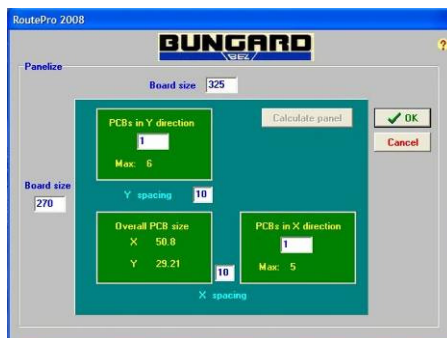 RoutePro 2008
BUNGARD
BEZ
?
Panelize
Board size 325
PCBs in Y direction
1
Max: 6
Calculate panel
OK
Cancel
Board size
270
Y spacing 10
Overall PCB size
X 50.8
Y 29.21
10
PCBs in X direction
1
Max: 5
X spacing